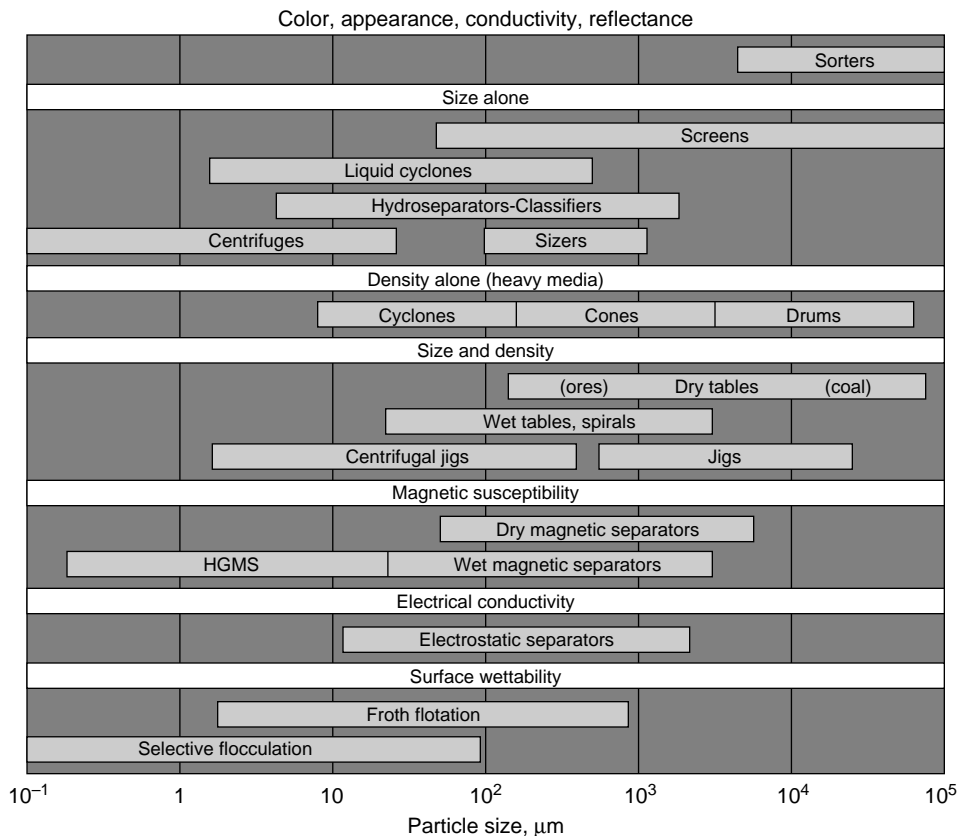 Color, appearance, conductivity, reflectance
Sorters
Size alone
Screens
Liquid cyclones
Hydroseparators-Classifiers
Centrifuges Sizers
Density alone (heavy media)
Cyclones Cones Drums
Size and density
(ores) Dry tables (coal)
Wet tables, spirals
Centrifugal jigs Jigs
Magnetic susceptibility
Dry magnetic separators
HGMS Wet magnetic separators
Electrical conductivity
Electrostatic separators
Surface wettability
Froth flotation
Selective flocculation
10⁻¹ 1 10 10² 10³ 10⁴ 10⁵
Particle size, μm